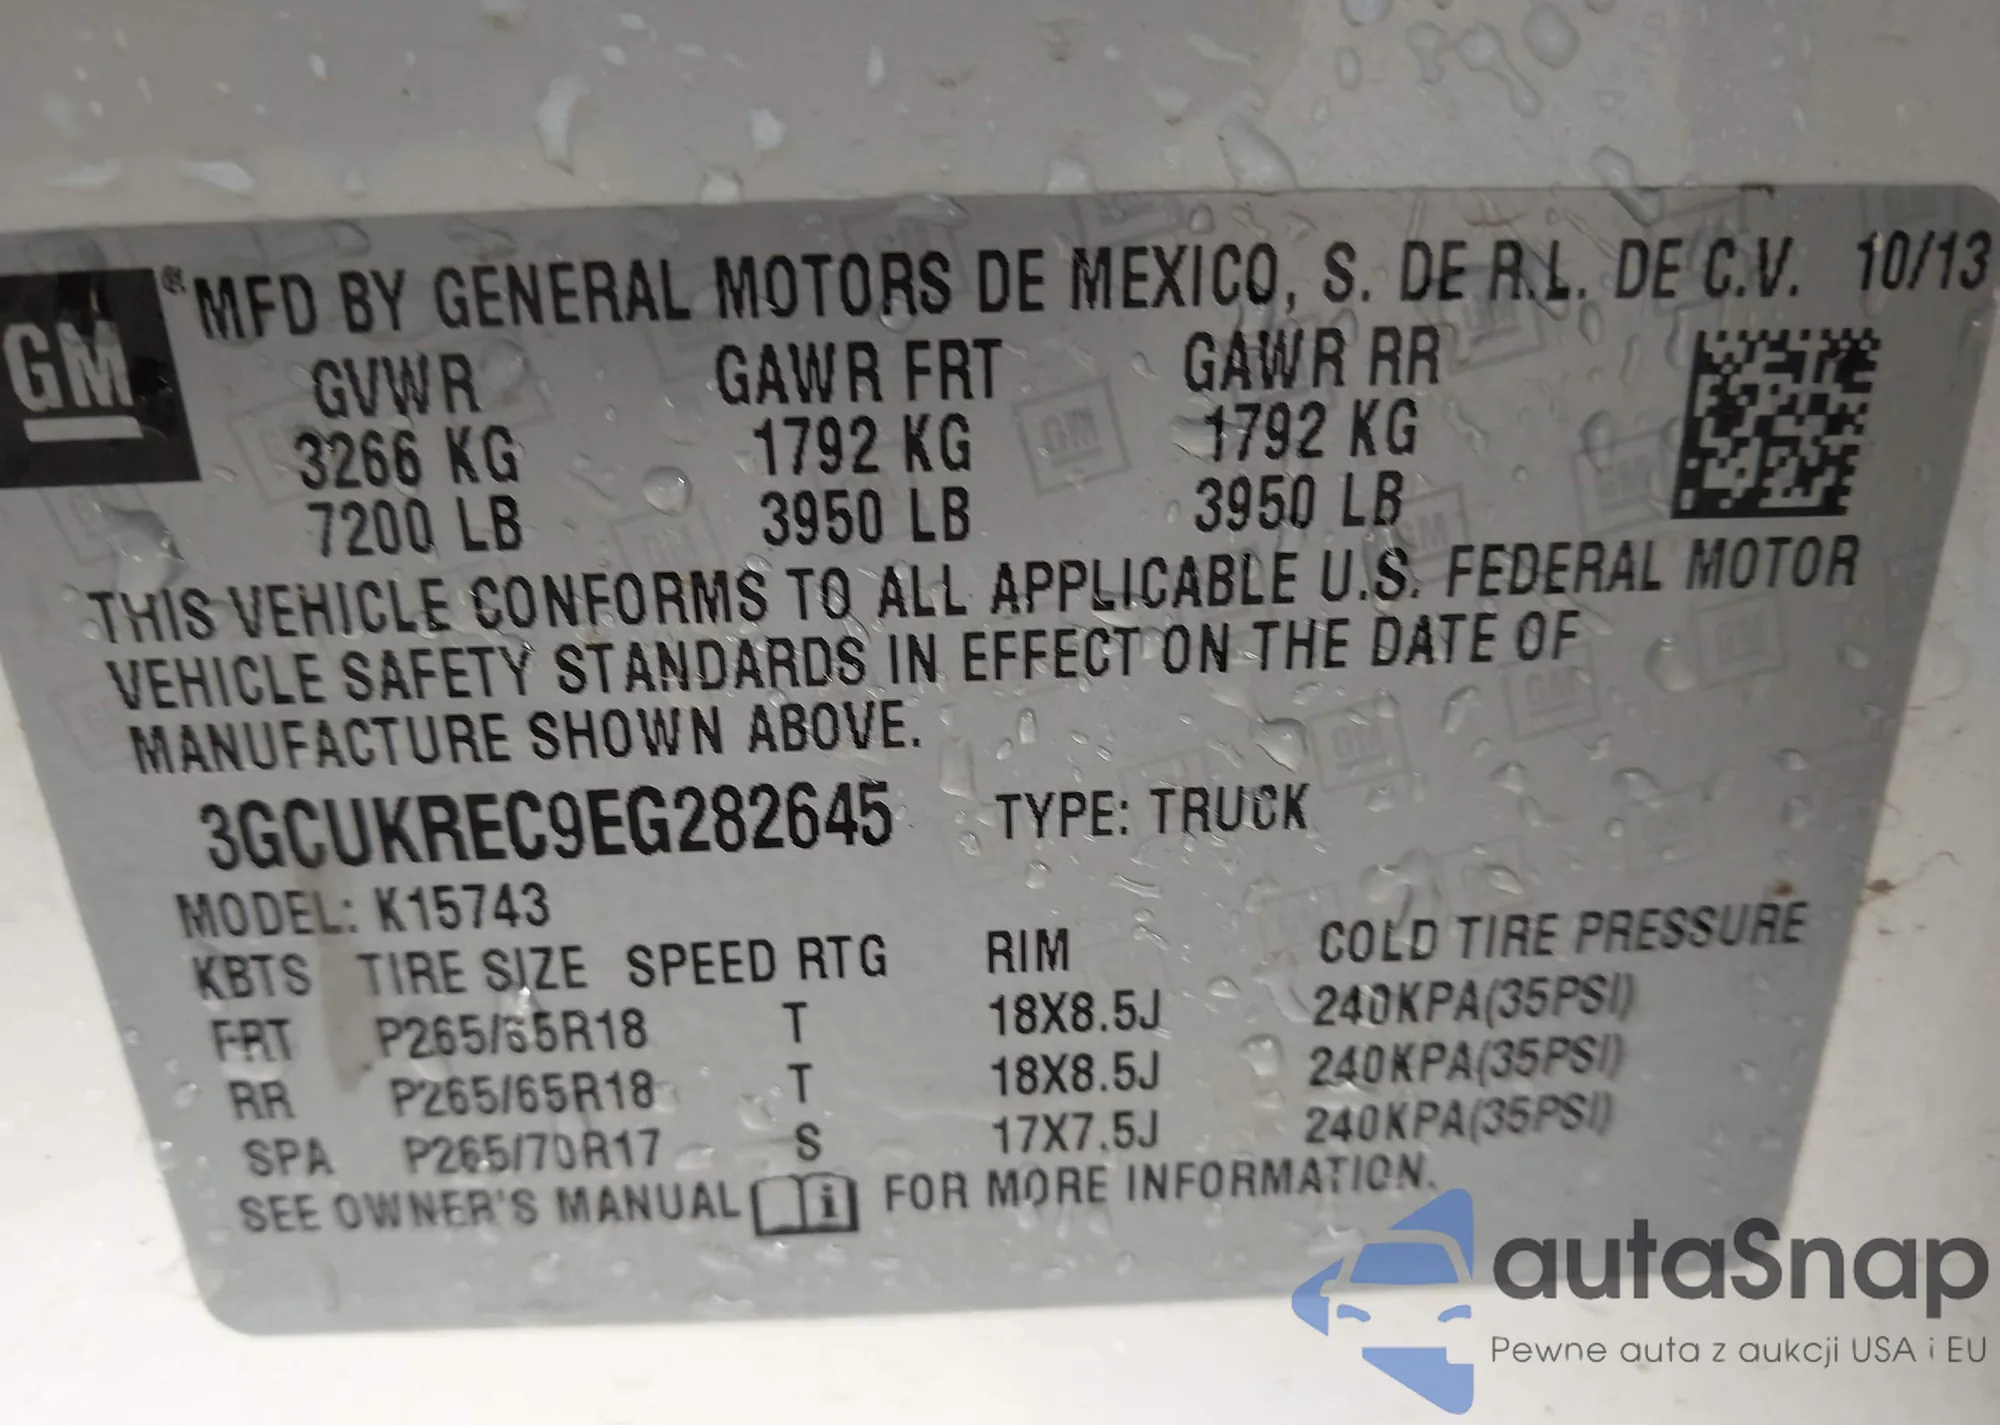 GM
® MFD BY GENERAL MOTORS DE MEXICO, S. DE R.L. DE C.V. 10/13
GVWR GAWR FRT GAWR RR
3266 KG 1792 KG 1792 KG
7200 LB 3950 LB 3950 LB
THIS VEHICLE CONFORMS TO ALL APPLICABLE U.S. FEDERAL MOTOR
VEHICLE SAFETY STANDARDS IN EFFECT ON THE DATE OF
MANUFACTURE SHOWN ABOVE.
3GCUKREC9EG282645 TYPE: TRUCK
MODEL: K15743
KBTS TIRE SIZE SPEED RTG RIM COLD TIRE PRESSURE
FRT P265/65R18 T 18X8.5J 240KPA(35PSI)
RR P265/65R18 T 18X8.5J 240KPA(35PSI)
SPA P265/70R17 S 17X7.5J 240KPA(35PSI)
SEE OWNER'S MANUAL i FOR MORE INFORMATION.
autaSnap
Pewne auta z aukcji USA i EU